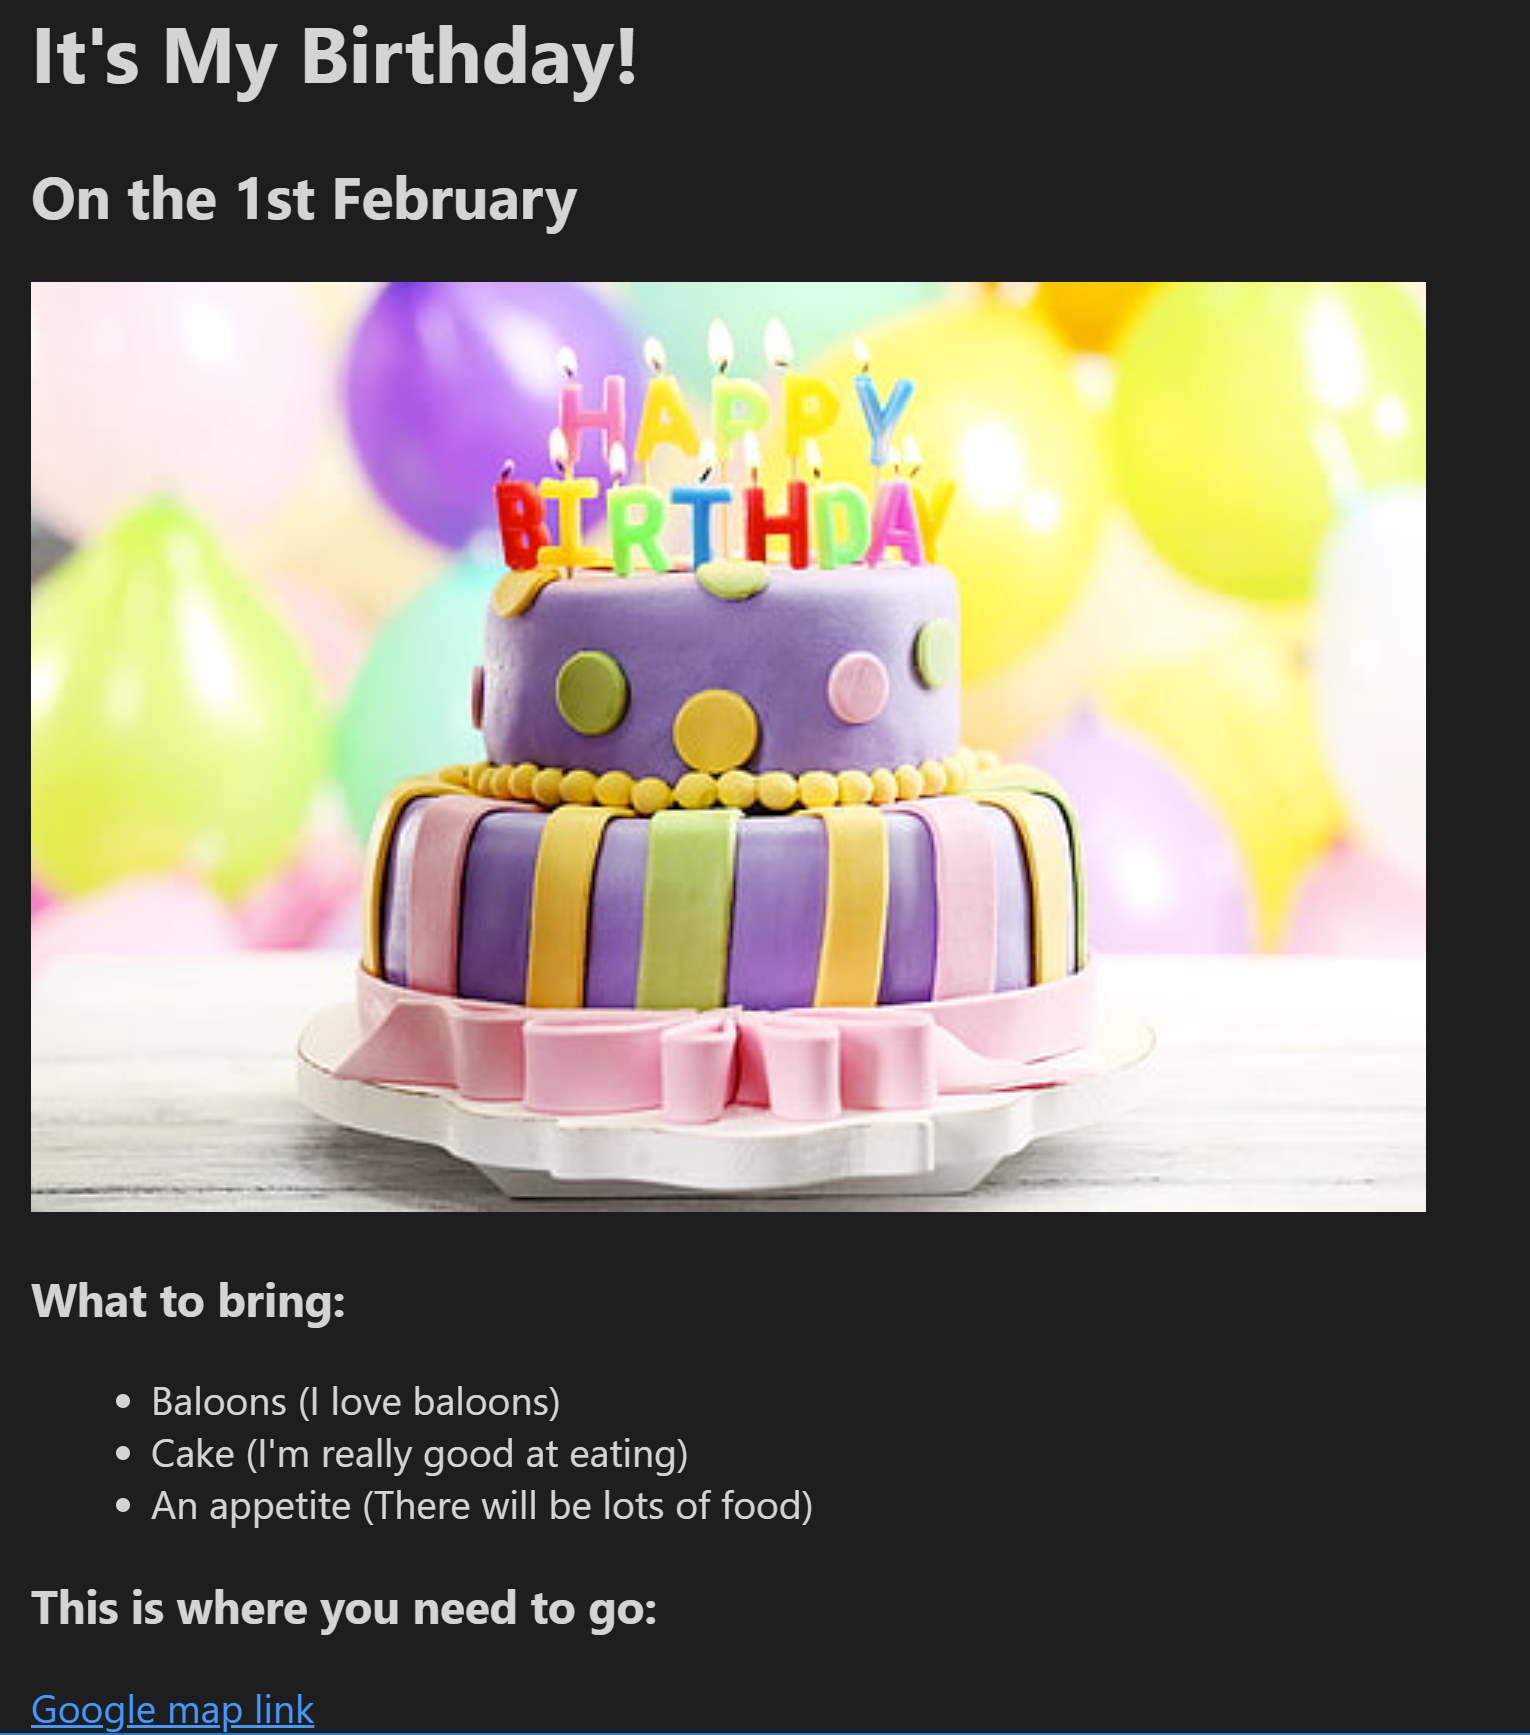 It's My Birthday!
On the 1st February
HAPPY
BIRTHDAY
What to bring:
Baloons (I love baloons)
Cake (I'm really good at eating)
An appetite (There will be lots of food)
This is where you need to go:
Google map link